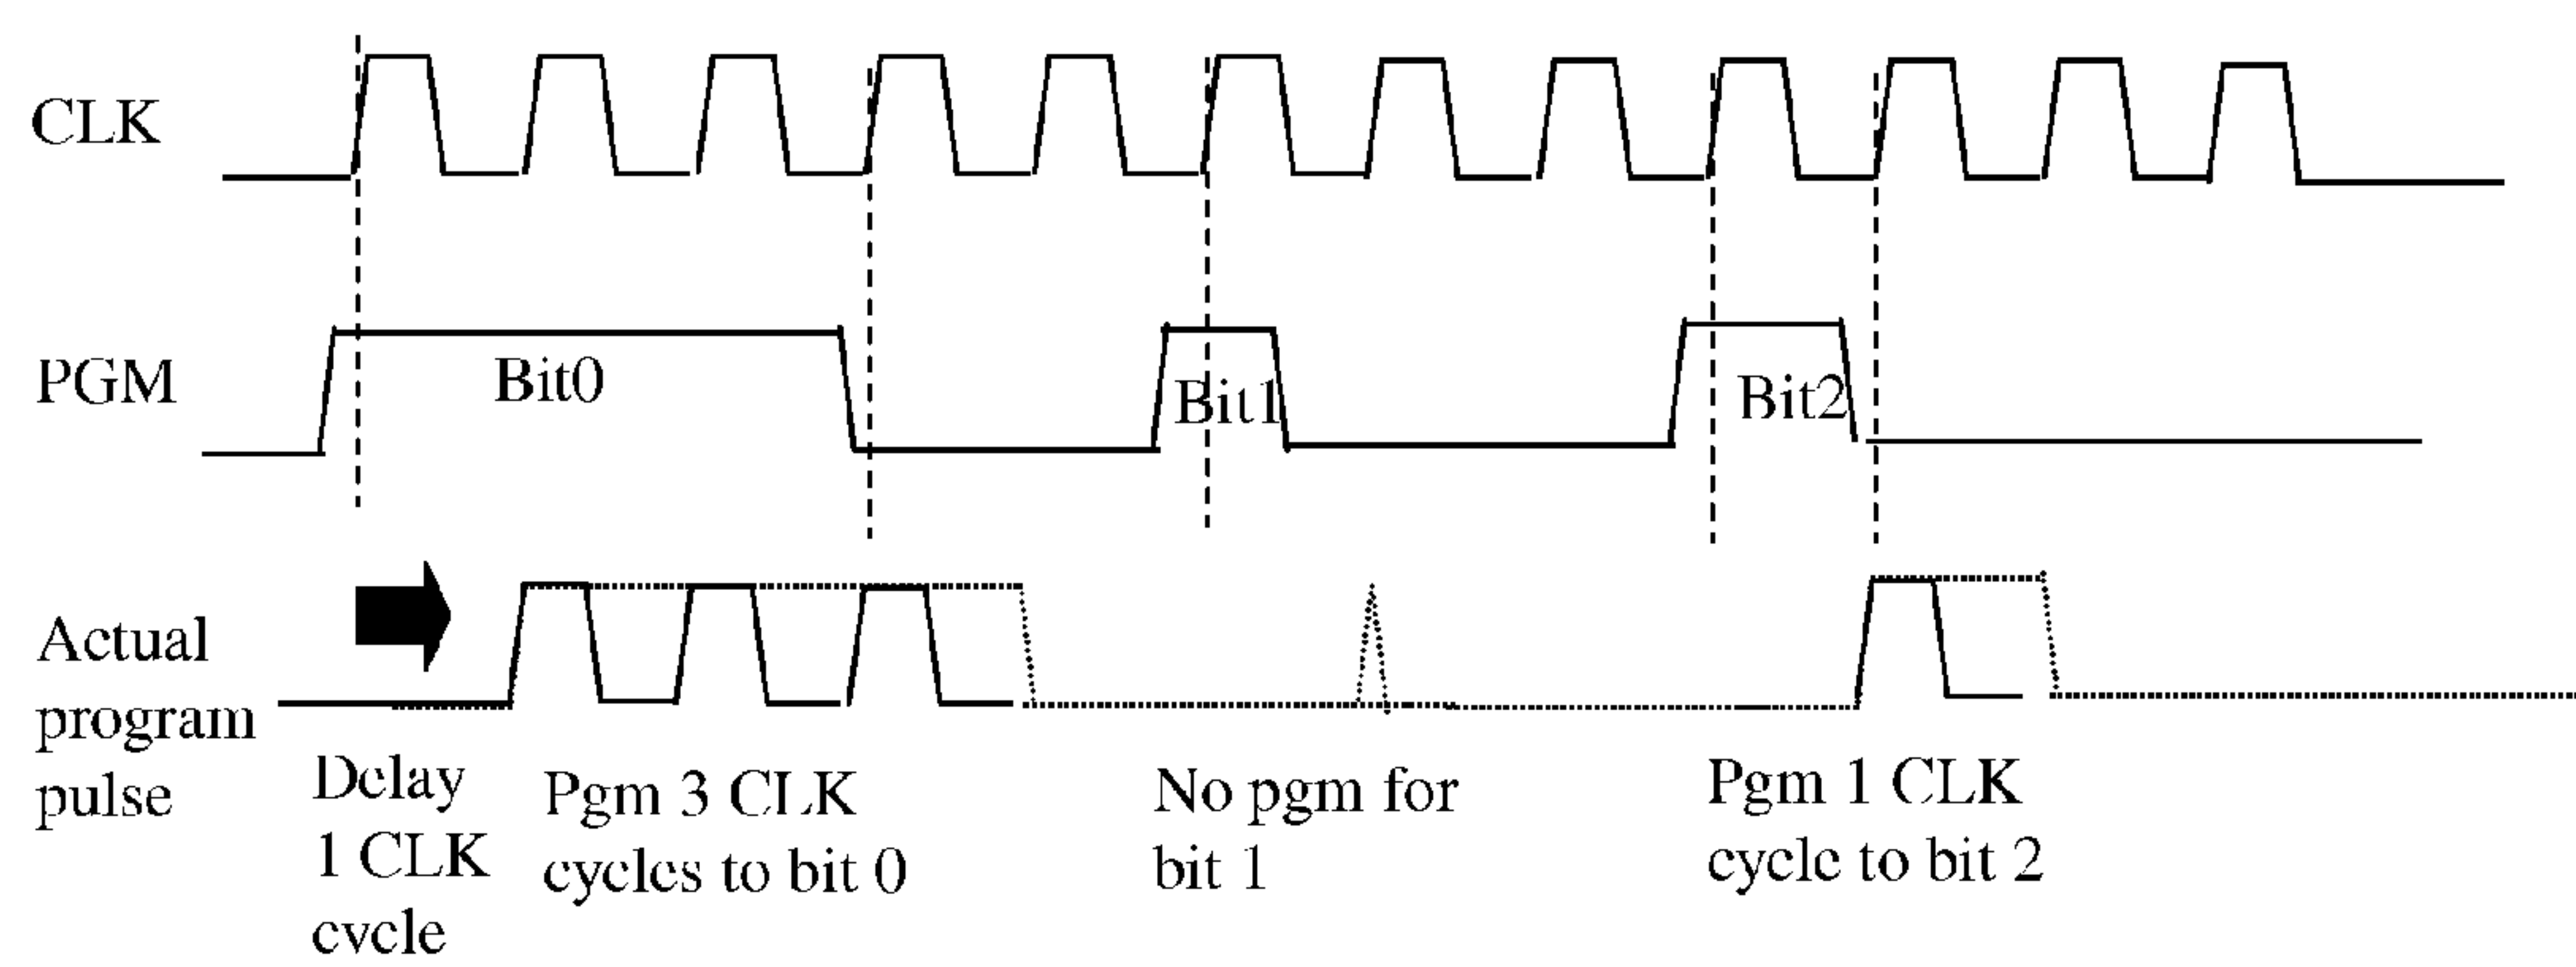 CLK
PGM
Bit0
Bit1
Bit2
Actual
program
pulse
Delay
1 CLK
cycle
Pgm 3 CLK
cycles to bit 0
No pgm for
bit 1
Pgm 1 CLK
cycle to bit 2